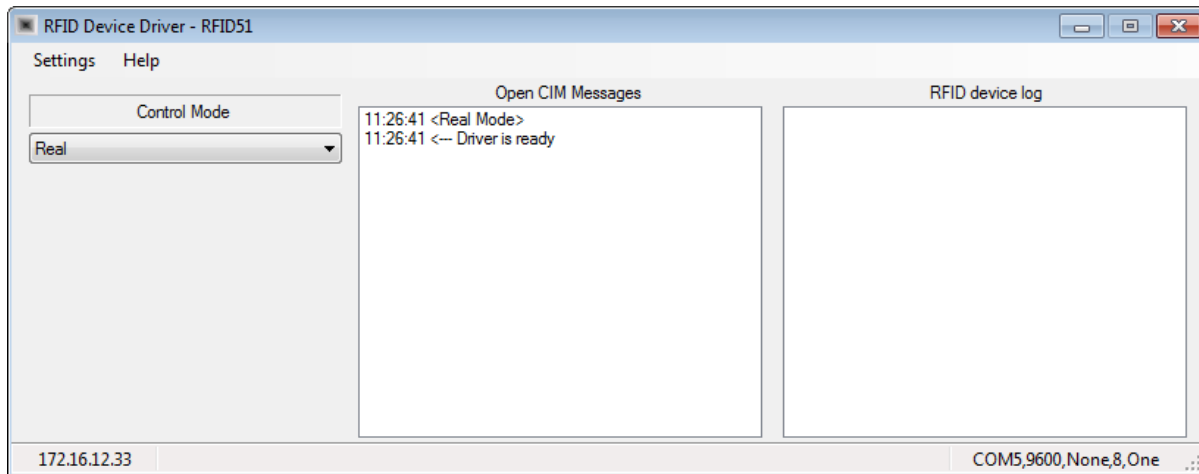 RFID Device Driver - RFID51
Settings Help
Control Mode
Real
Open CIM Messages
11:26:41 <Real Mode>
11:26:41 <--- Driver is ready
RFID device log
172.16.12.33
COM5,9600,None,8,One